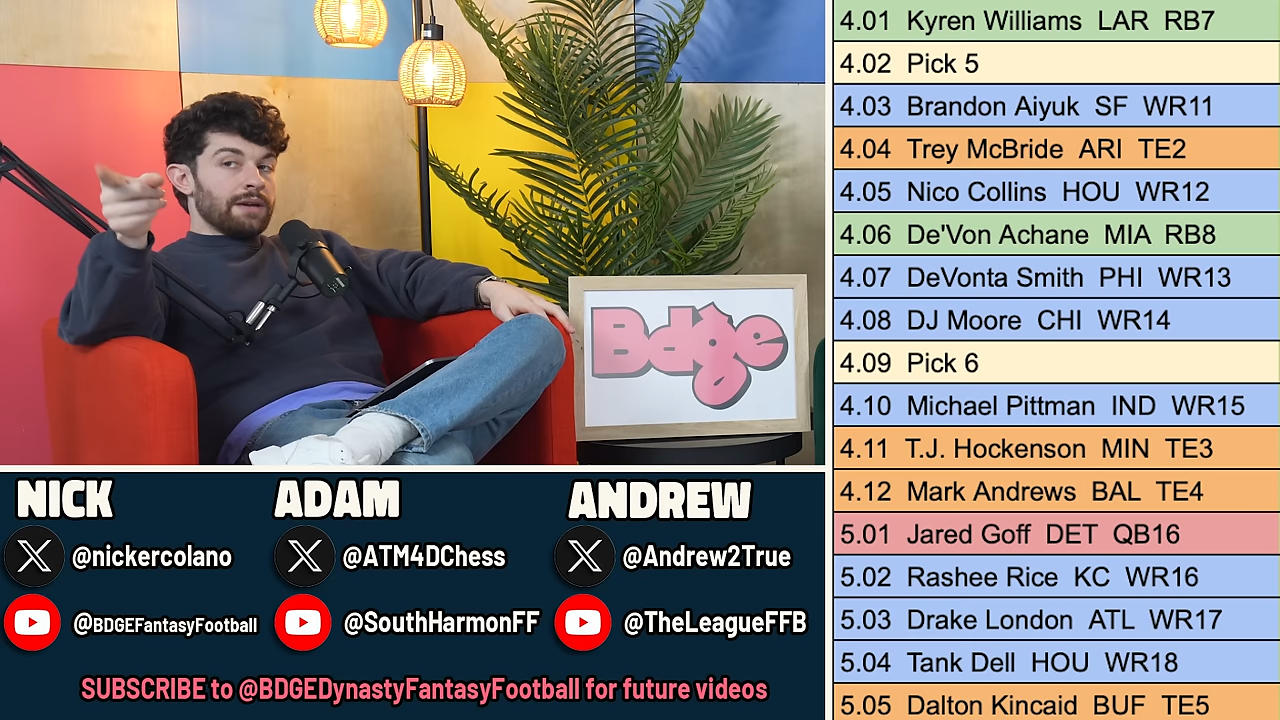 Bdge
NICK
@nickercolano
@BDGEFantasyFootball
ADAM
@ATM4DChess
@SouthHarmonFF
ANDREW
@Andrew2True
@TheLeagueFFB
SUBSCRIBE to @BDGEDynastyFantasyFootball for future videos
4.01 Kyren Williams LAR RB7
4.02 Pick 5
4.03 Brandon Aiyuk SF WR11
4.04 Trey McBride ARI TE2
4.05 Nico Collins HOU WR12
4.06 De'Von Achane MIA RB8
4.07 DeVonta Smith PHI WR13
4.08 DJ Moore CHI WR14
4.09 Pick 6
4.10 Michael Pittman IND WR15
4.11 T.J. Hockenson MIN TE3
4.12 Mark Andrews BAL TE4
5.01 Jared Goff DET QB16
5.02 Rashee Rice KC WR16
5.03 Drake London ATL WR17
5.04 Tank Dell HOU WR18
5.05 Dalton Kincaid BUF TE5